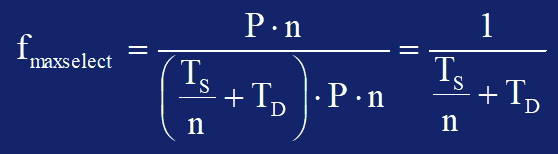 f_maxselect = P · n / ((T_S / n + T_D) · P · n) = 1 / (T_S / n + T_D)